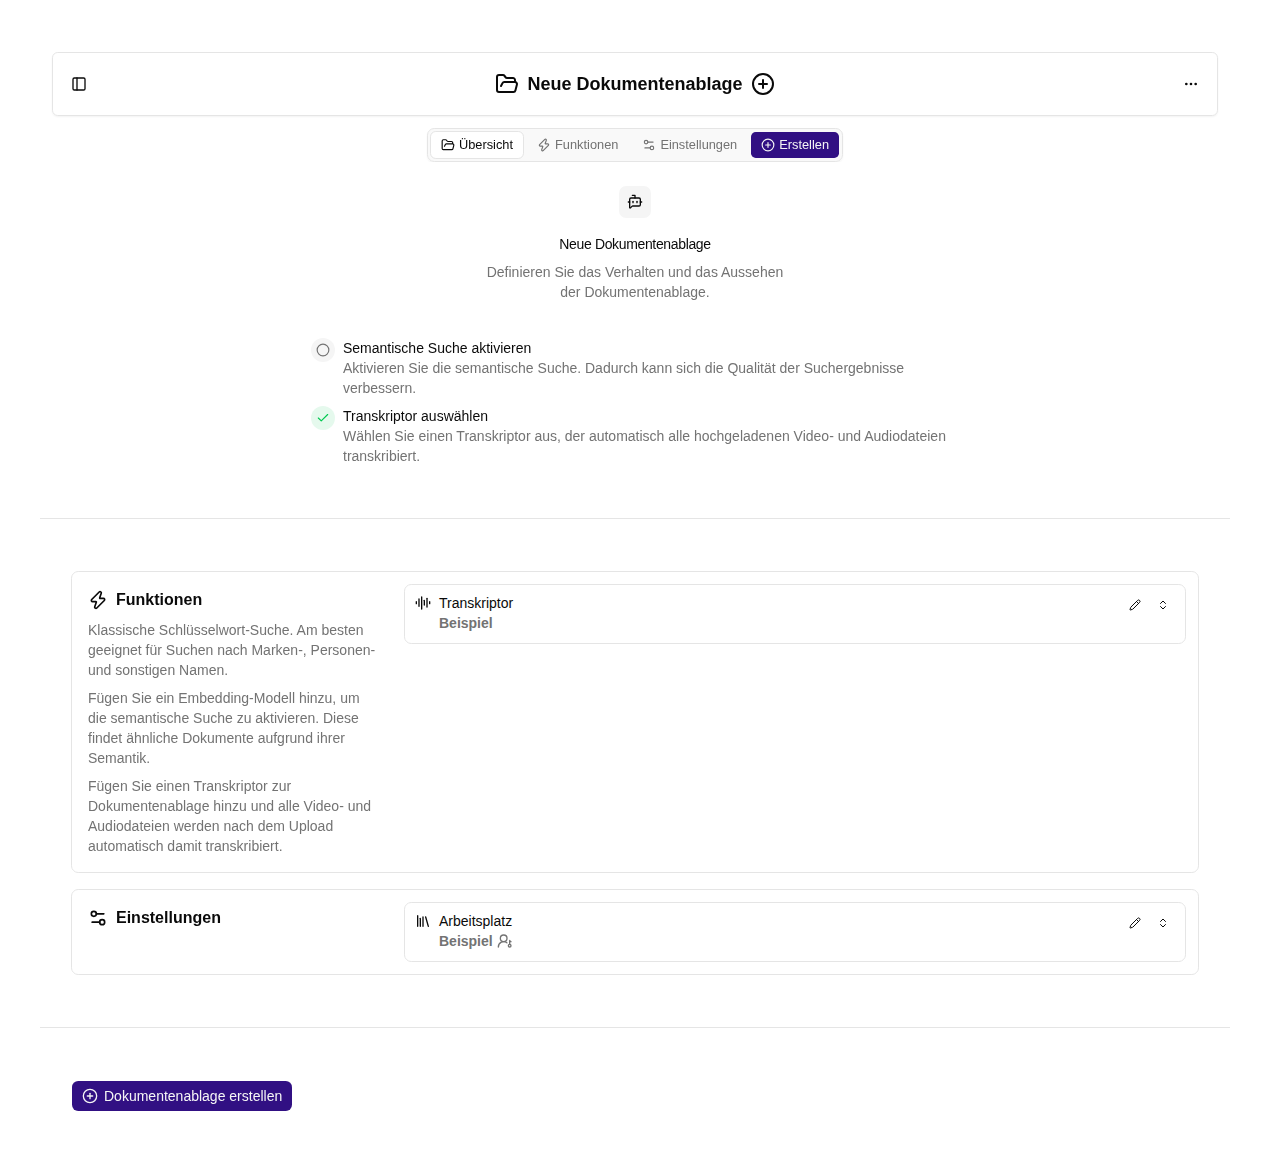 Neue Dokumentenablage
Übersicht
Funktionen
Einstellungen
Erstellen
Neue Dokumentenablage
Definieren Sie das Verhalten und das Aussehen
der Dokumentenablage.
Semantische Suche aktivieren
Aktivieren Sie die semantische Suche. Dadurch kann sich die Qualität der Suchergebnisse
verbessern.
Transkriptor auswählen
Wählen Sie einen Transkriptor aus, der automatisch alle hochgeladenen Video- und Audiodateien
transkribiert.
Funktionen
Klassische Schlüsselwort-Suche. Am besten
geeignet für Suchen nach Marken-, Personen-
und sonstigen Namen.
Fügen Sie ein Embedding-Modell hinzu, um
die semantische Suche zu aktivieren. Diese
findet ähnliche Dokumente aufgrund ihrer
Semantik.
Fügen Sie einen Transkriptor zur
Dokumentenablage hinzu und alle Video- und
Audiodateien werden nach dem Upload
automatisch damit transkribiert.
Transkriptor
Beispiel
Einstellungen
Arbeitsplatz
Beispiel
Dokumentenablage erstellen